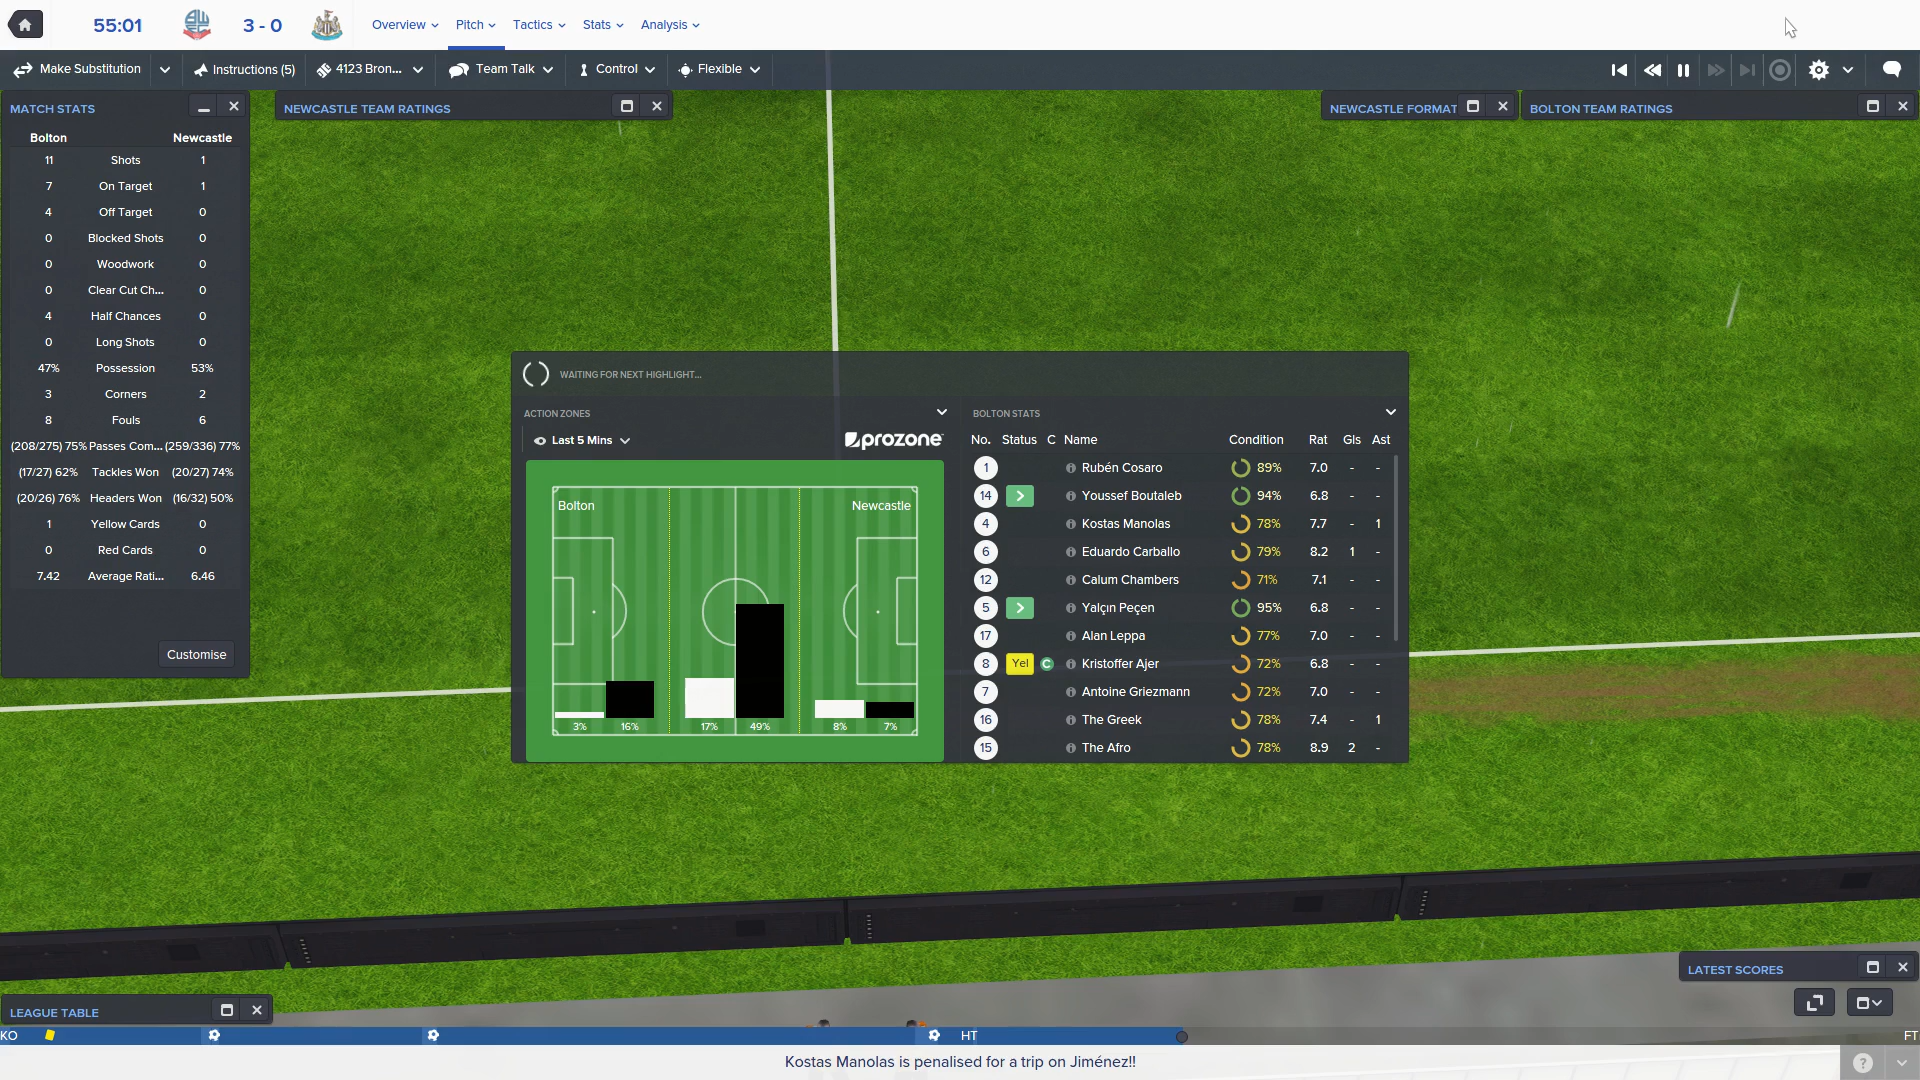 55:01 3 - 0 Overview Pitch Tactics Stats Analysis
Make Substitution Instructions (5) 4123 Bron... Team Talk Control Flexible
MATCH STATS
Bolton Newcastle
11 Shots 1
7 On Target 1
4 Off Target 0
0 Blocked Shots 0
0 Woodwork 0
0 Clear Cut Ch... 0
4 Half Chances 0
0 Long Shots 0
47% Possession 53%
3 Corners 2
8 Fouls 6
(208/275) 75% Passes Com... (259/336) 77%
(17/27) 62% Tackles Won (20/27) 74%
(20/26) 76% Headers Won (16/32) 50%
1 Yellow Cards 0
0 Red Cards 0
7.42 Average Rati... 6.46
Customise
NEWCASTLE TEAM RATINGS
NEWCASTLE FORMAT
BOLTON TEAM RATINGS
WAITING FOR NEXT HIGHLIGHT...
ACTION ZONES
Last 5 Mins prozone
Bolton Newcastle
3% 16% 17% 49% 8% 7%
BOLTON STATS
No. Status C Name Condition Rat Gls Ast
1 Rubén Cosaro 89% 7.0 - -
14 Youssef Boutaleb 94% 6.8 - -
4 Kostas Manolas 78% 7.7 - 1
6 Eduardo Carballo 79% 8.2 1 -
12 Calum Chambers 71% 7.1 - -
5 Yalçın Peçen 95% 6.8 - -
17 Alan Leppa 77% 7.0 - -
8 Yel C Kristoffer Ajer 72% 6.8 - -
7 Antoine Griezmann 72% 7.0 - -
16 The Greek 78% 7.4 - 1
15 The Afro 78% 8.9 2 -
LATEST SCORES
LEAGUE TABLE
KO HT FT
Kostas Manolas is penalised for a trip on Jiménez!!
?